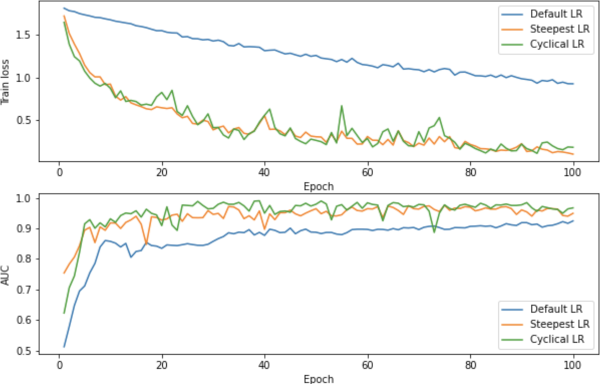 Train loss
1.5
1.0
0.5
Default LR
Steepest LR
Cyclical LR
0 20 40 60 80 100
Epoch
AUC
1.0
0.9
0.8
0.7
0.6
0.5
Default LR
Steepest LR
Cyclical LR
0 20 40 60 80 100
Epoch